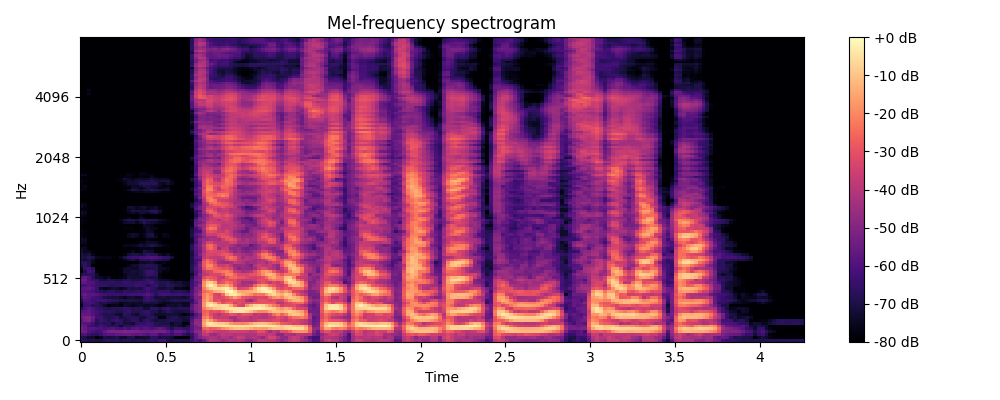 Mel-frequency spectrogram
Hz
4096
2048
1024
512
0
0 0.5 1 1.5 2 2.5 3 3.5 4
Time
+0 dB
-10 dB
-20 dB
-30 dB
-40 dB
-50 dB
-60 dB
-70 dB
-80 dB